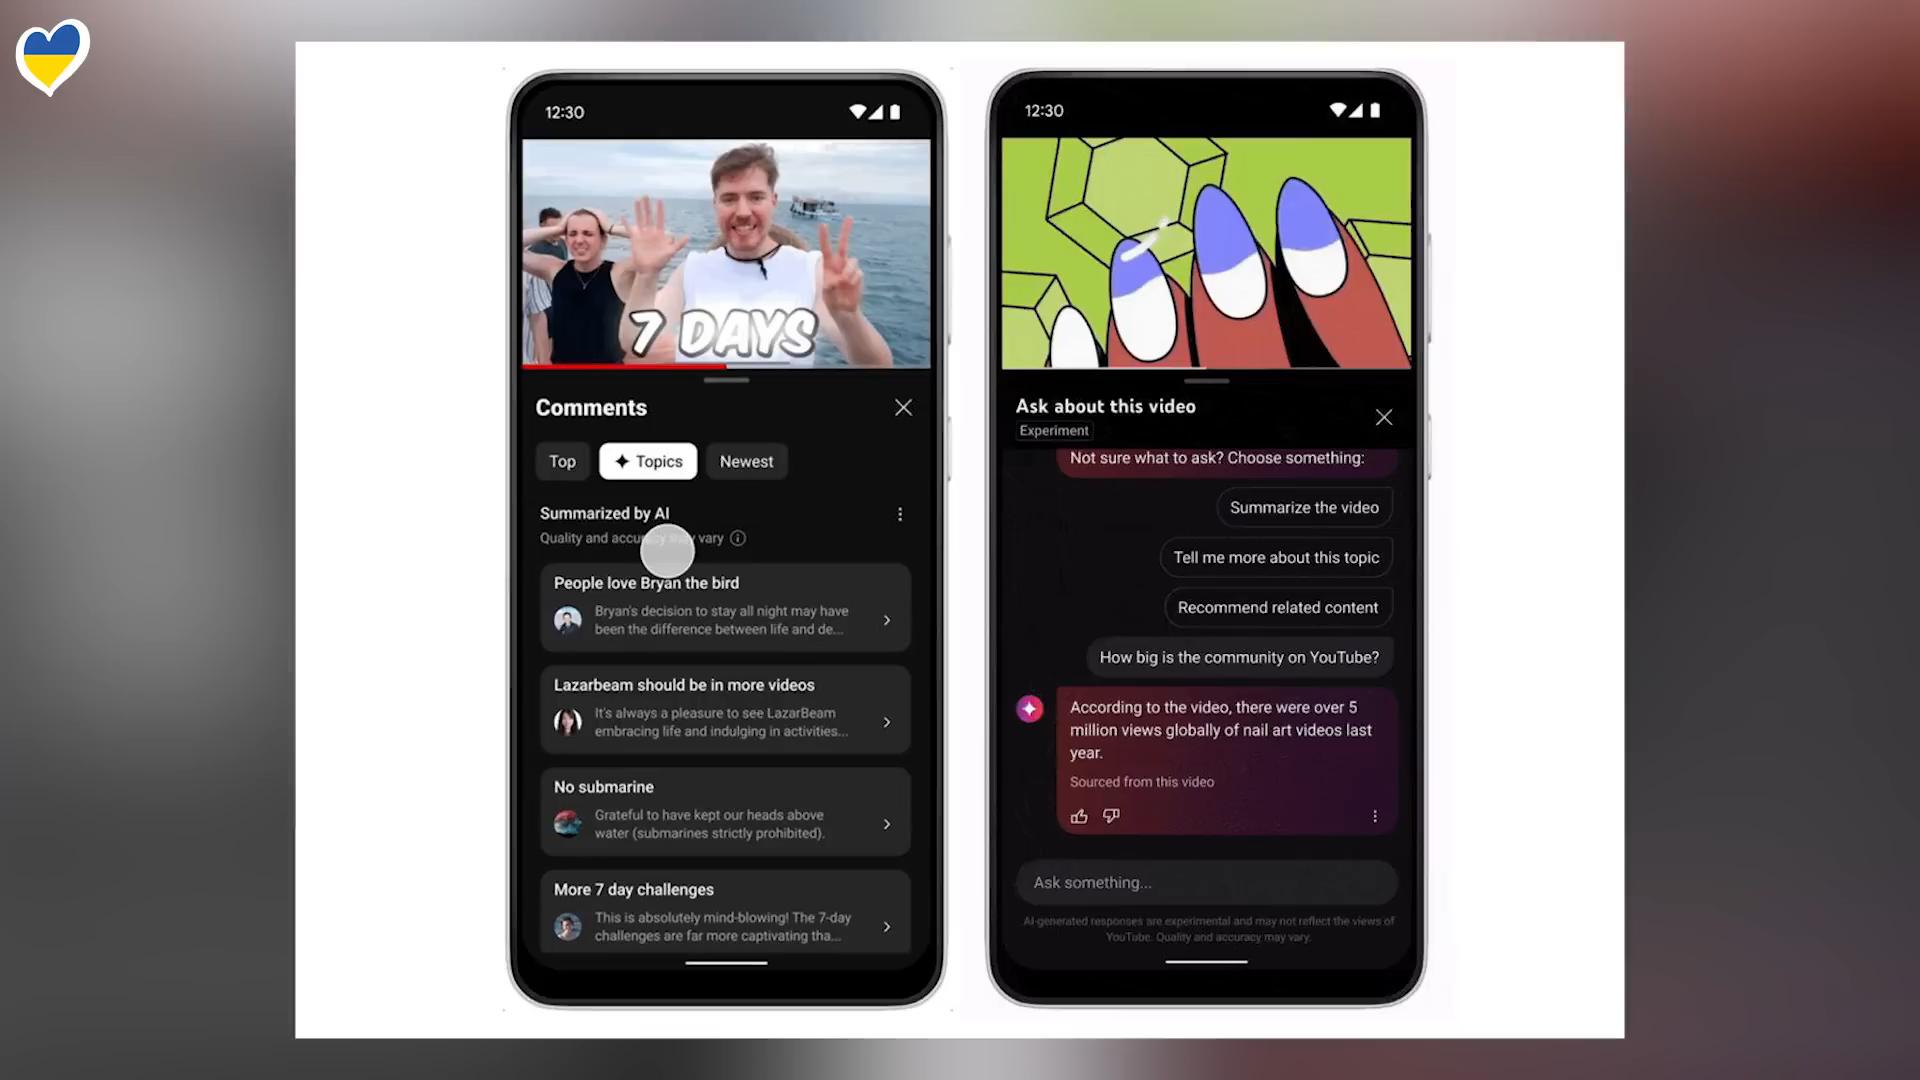 12:30
7 DAYS
Comments
Top
Topics
Newest
Summarized by AI
Quality and accuracy may vary
People love Bryan the bird
Bryan's decision to stay all night may have
been the difference between life and de...
Lazarbeam should be in more videos
It's always a pleasure to see LazarBeam
embracing life and indulging in activities...
No submarine
Grateful to have kept our heads above
water (submarines strictly prohibited).
More 7 day challenges
This is absolutely mind-blowing! The 7-day
challenges are far more captivating tha...
12:30
Ask about this video
Experiment
Not sure what to ask? Choose something:
Summarize the video
Tell me more about this topic
Recommend related content
How big is the community on YouTube?
According to the video, there were over 5
million views globally of nail art videos last
year.
Sourced from this video
Ask something...
AI-generated responses are experimental and may not reflect the views of
YouTube. Quality and accuracy may vary.